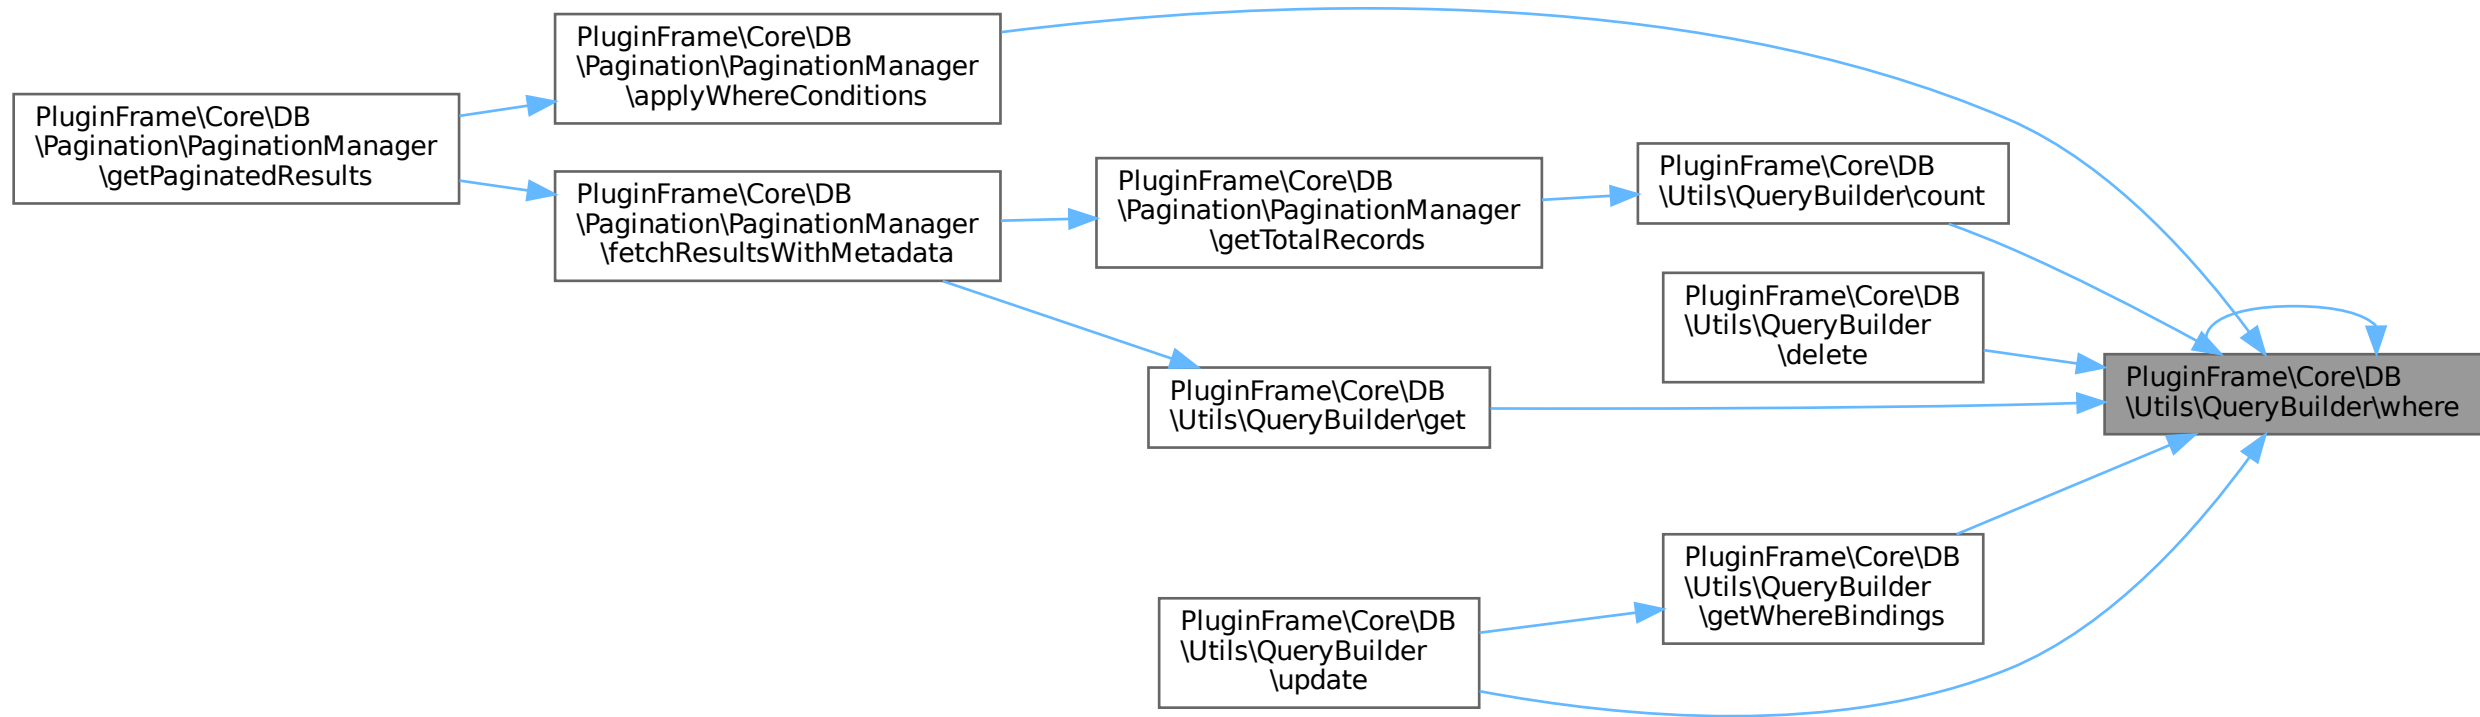 PluginFrame\Core\DB
\Pagination\PaginationManager
\getPaginatedResults
PluginFrame\Core\DB
\Pagination\PaginationManager
\applyWhereConditions
PluginFrame\Core\DB
\Pagination\PaginationManager
\fetchResultsWithMetadata
PluginFrame\Core\DB
\Pagination\PaginationManager
\getTotalRecords
PluginFrame\Core\DB
\Utils\QueryBuilder\count
PluginFrame\Core\DB
\Utils\QueryBuilder
\delete
PluginFrame\Core\DB
\Utils\QueryBuilder\get
PluginFrame\Core\DB
\Utils\QueryBuilder\where
PluginFrame\Core\DB
\Utils\QueryBuilder
\getWhereBindings
PluginFrame\Core\DB
\Utils\QueryBuilder
\update